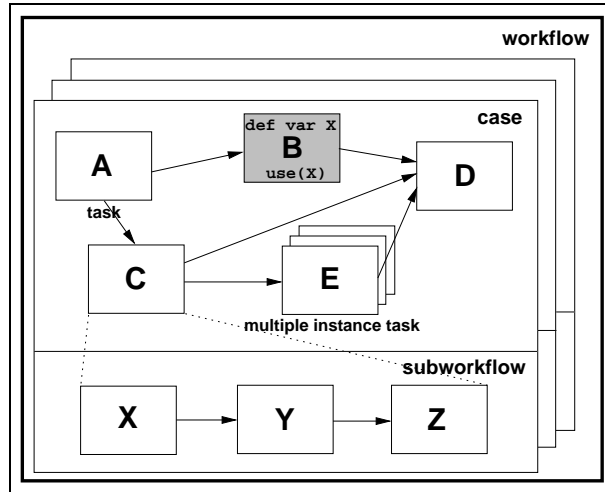 workflow
case
def var X
B
use(X)
A
D
task
C
E
multiple instance task
subworkflow
X
Y
Z